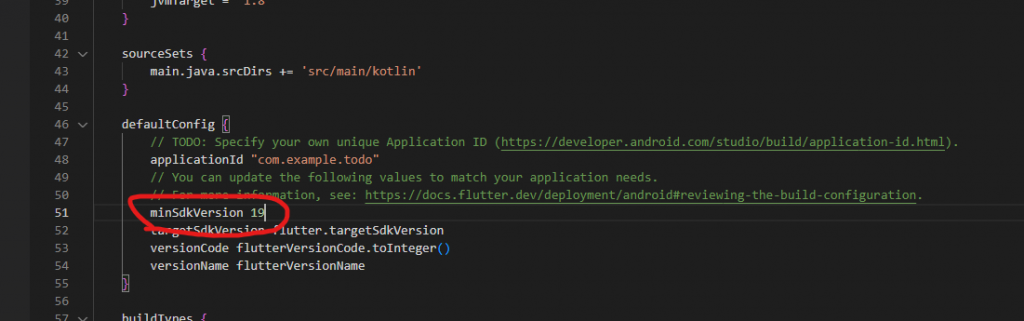 39 jvmTarget = '1.8'
40 }
41
42 sourceSets {
43 main.java.srcDirs += 'src/main/kotlin'
44 }
45
46 defaultConfig {
47 // TODO: Specify your own unique Application ID (https://developer.android.com/studio/build/application-id.html).
48 applicationId "com.example.todo"
49 // You can update the following values to match your application needs.
50 // For more information, see: https://docs.flutter.dev/deployment/android#reviewing-the-build-configuration.
51 minSdkVersion 19
52 targetSdkVersion flutter.targetSdkVersion
53 versionCode flutterVersionCode.toInteger()
54 versionName flutterVersionName
55 }
56
57 buildTypes {